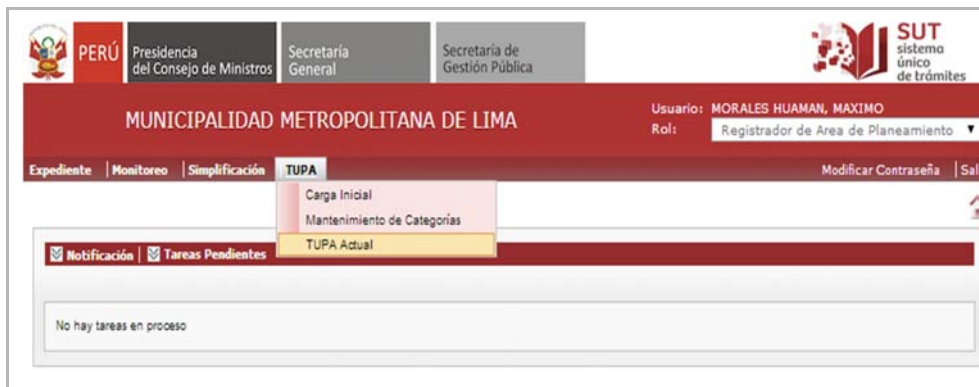 PERÚ
Presidencia
del Consejo de Ministros
Secretaría
General
Secretaría de
Gestión Pública
SUT
sistema
único
de trámites
MUNICIPALIDAD METROPOLITANA DE LIMA
Usuario: MORALES HUAMAN, MAXIMO
Rol: Registrador de Area de Planeamiento
Expediente | Monitoreo | Simplificación TUPA Modificar Contraseña | Sal
Carga Inicial
Mantenimiento de Categorías
TUPA Actual
Notificación | Tareas Pendientes
No hay tareas en proceso